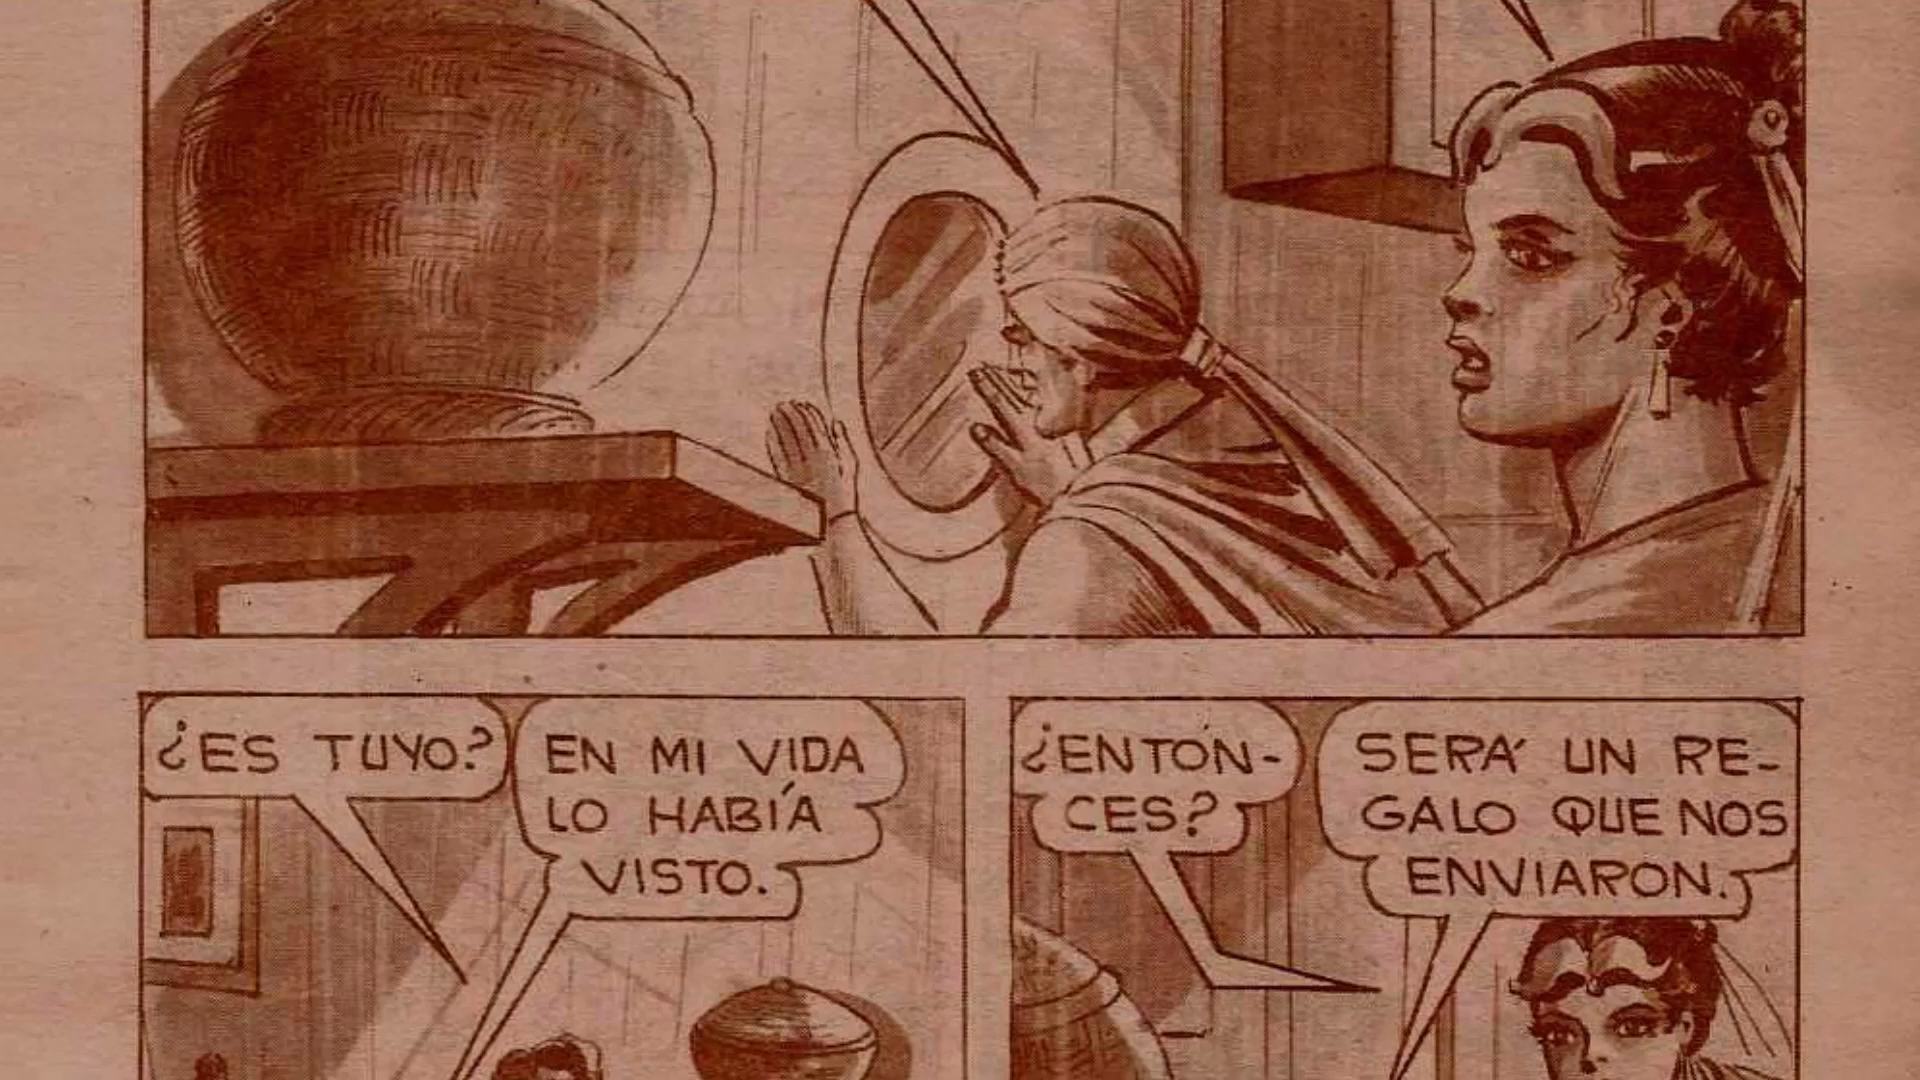 ¿ES TUYO?
EN MI VIDA
LO HABÍA
VISTO.
¿ENTON-
CES?
SERÁ UN RE-
GALO QUE NOS
ENVIARON.